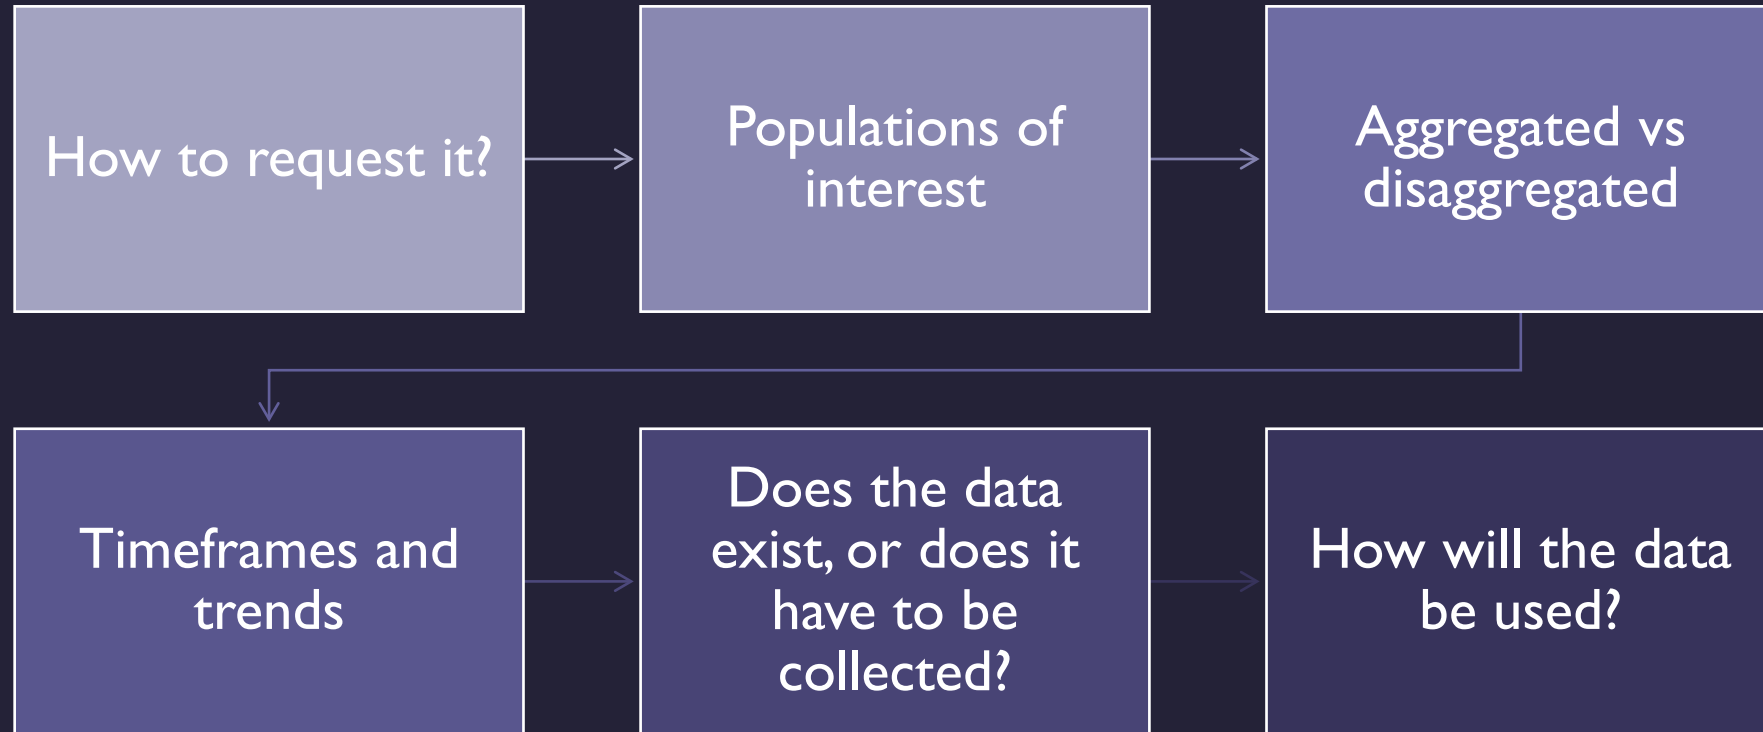 How to request it?
Populations of
interest
Aggregated vs
disaggregated
Timeframes and
trends
Does the data
exist, or does it
have to be
collected?
How will the data
be used?